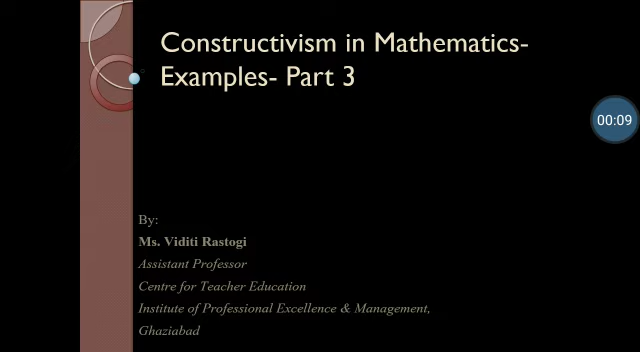 Constructivism in Mathematics-
Examples- Part 3
00:09
By:
Ms. Viditi Rastogi
Assistant Professor
Centre for Teacher Education
Institute of Professional Excellence & Management,
Ghaziabad